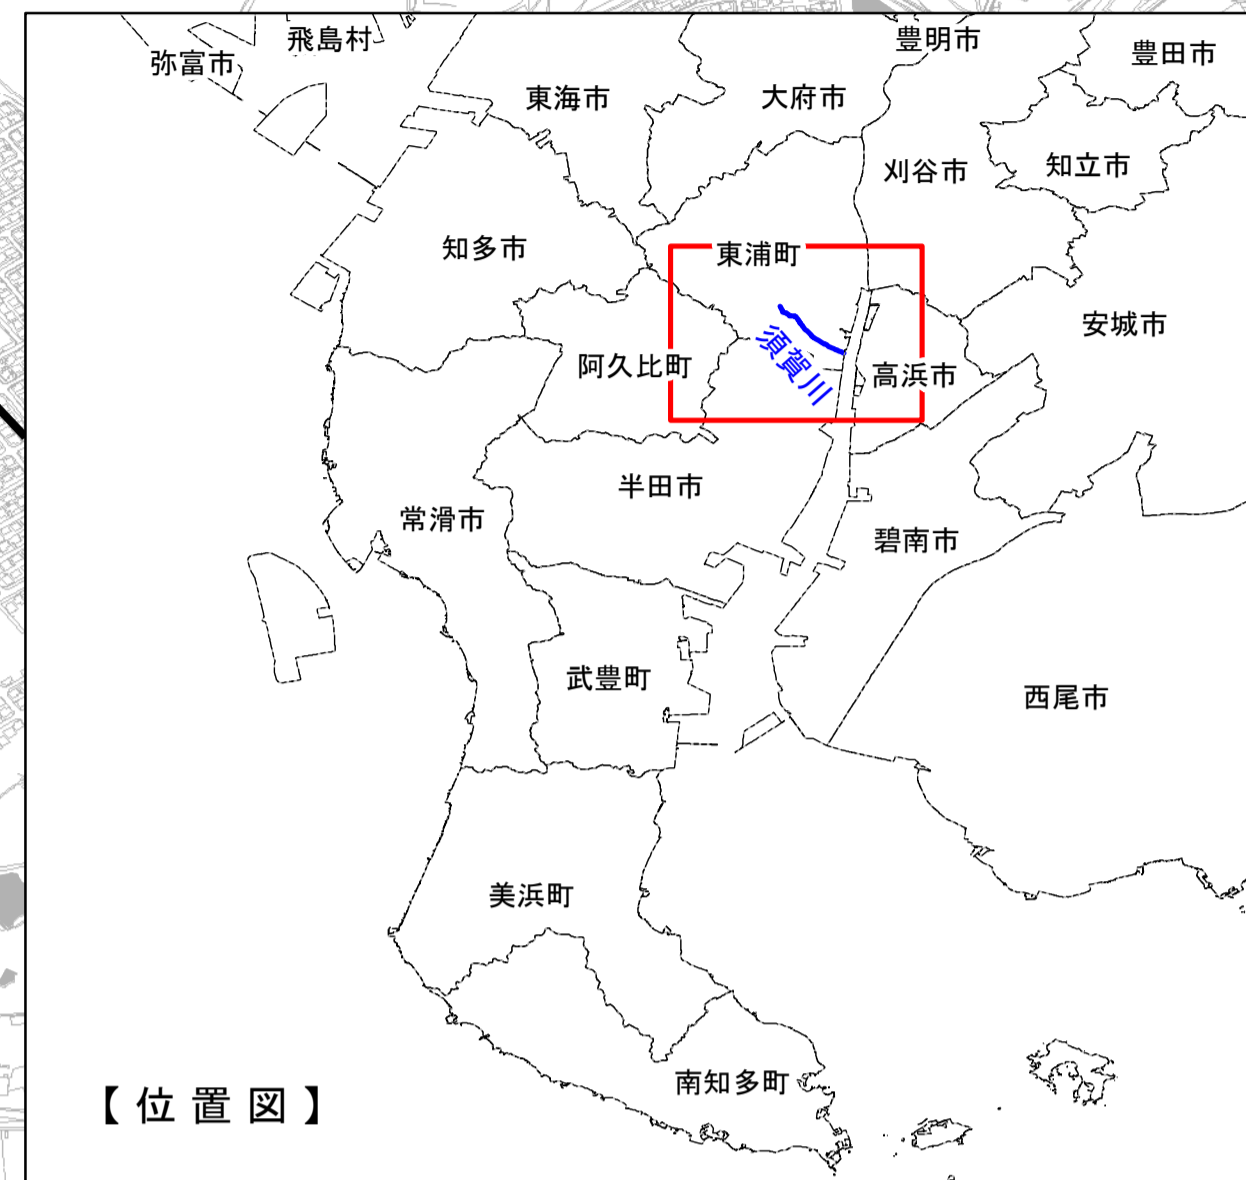 飛島村
豊明市
弥富市
豊田市
東海市
大府市
刈谷市
知立市
知多市
東浦町
安城市
須賀川
阿久比町
高浜市
半田市
常滑市
碧南市
武豊町
西尾市
美浜町
南知多町
【位置図】